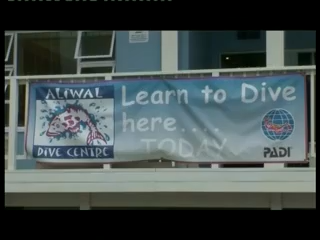 ALIWAL
DIVE CENTRE
Learn to Dive
here....
TODAY
PADI